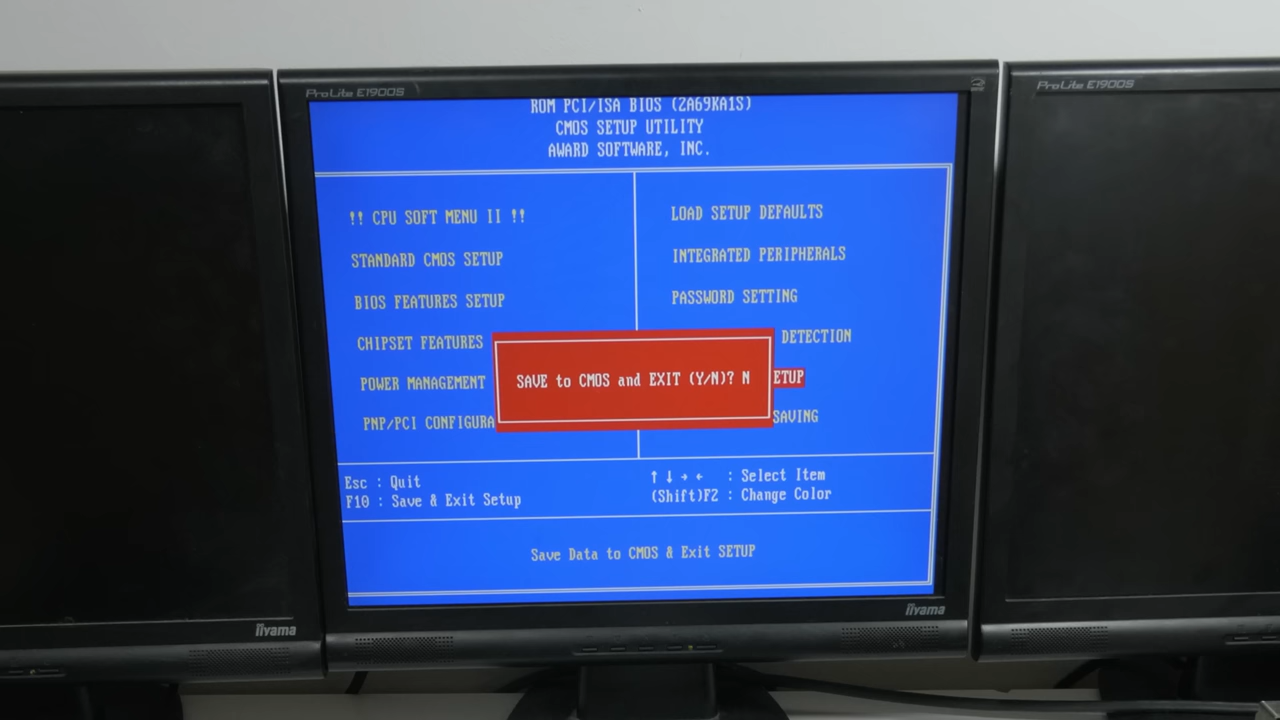 ProLite E1900S
ProLite E1900S
ROM PCI/ISA BIOS (2A69KA1S)
CMOS SETUP UTILITY
AWARD SOFTWARE, INC.
!! CPU SOFT MENU II !!
STANDARD CMOS SETUP
BIOS FEATURES SETUP
CHIPSET FEATURES
POWER MANAGEMENT
PNP/PCI CONFIGURA
LOAD SETUP DEFAULTS
INTEGRATED PERIPHERALS
PASSWORD SETTING
DETECTION
ETUP
SAVING
SAVE to CMOS and EXIT (Y/N)? N
Esc : Quit
F10 : Save & Exit Setup
↑ ↓ → ← : Select Item
(Shift)F2 : Change Color
Save Data to CMOS & Exit SETUP
iiyama
iiyama